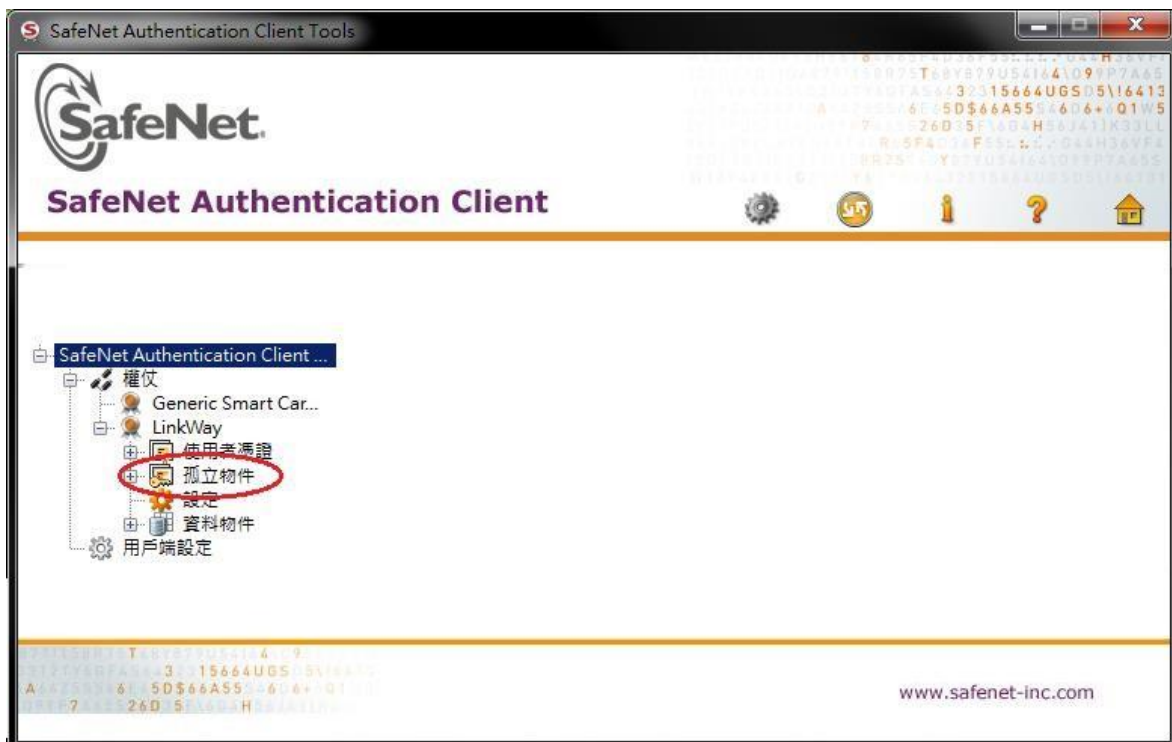 SafeNet Authentication Client Tools
SafeNet.
SafeNet Authentication Client
SafeNet Authentication Client ...
權仗
Generic Smart Car...
LinkWay
使用者憑證
孤立物件
設定
資料物件
用戶端設定
www.safenet-inc.com